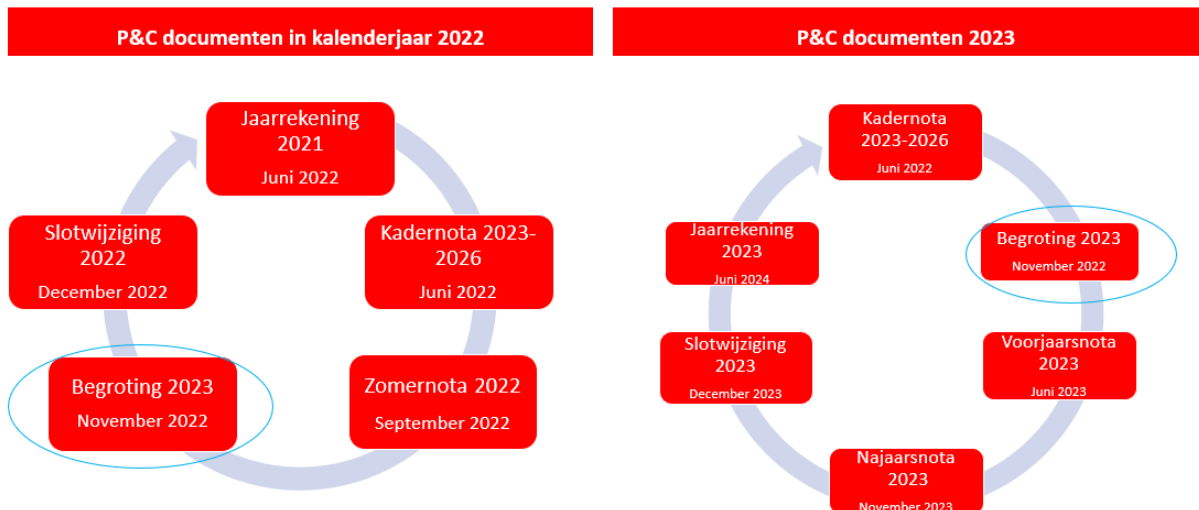 P&C documenten in kalenderjaar 2022
Jaarrekening
2021
Juni 2022
Kadernota 2023-
2026
Juni 2022
Zomernota 2022
September 2022
Begroting 2023
November 2022
Slotwijziging
2022
December 2022
P&C documenten 2023
Kadernota
2023-2026
Juni 2022
Begroting 2023
November 2022
Voorjaarsnota
2023
Juni 2023
Najaarsnota
2023
November 2023
Slotwijziging
2023
December 2023
Jaarrekening
2023
Juni 2024